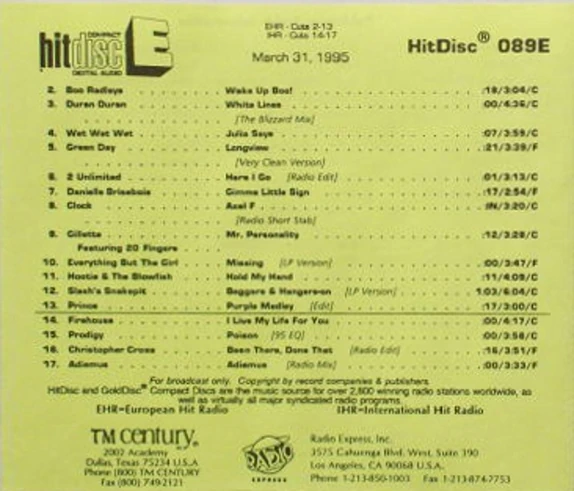 COMPACT
hitdisc E
DIGITAL AUDIO
EHR - Cuts 2-13
IHR - Cuts 14-17
March 31, 1995
HitDisc® 089E
2. Boo Radleys . . . . . . Wake Up Boo! . . . . . . :18/3:04/C
3. Duran Duran . . . . . . White Lines . . . . . . :00/4:35/C
[The Blizzard Mix]
4. Wet Wet Wet . . . . . . Julia Says . . . . . . :07/3:59/C
5. Green Day . . . . . . Longview . . . . . . :21/3:39/F
[Very Clean Version]
6. 2 Unlimited . . . . . . Here I Go [Radio Edit] . . . . . . :01/3:13/C
7. Danielle Brisebois . . . . . . Gimme Little Sign . . . . . . :17/2:54/F
8. Clock . . . . . . Axel F . . . . . . IN/3:20/C
[Radio Short Stab]
9. Gillette . . . . . . Mr. Personality . . . . . . :12/3:28/C
Featuring 20 Fingers . . . .
10. Everything But The Girl . . . . Missing [LP Version] . . . . . . :00/3:47/F
11. Hootie & The Blowfish . . . . Hold My Hand . . . . . . :11/4:09/C
12. Slash's Snakepit . . . . . . Beggars & Hangers-on [LP Version] . . . . . . 1:03/6:04/C
13. Prince . . . . . . Purple Medley [Edit] . . . . . . :17/3:00/C
14. Firehouse . . . . . . I Live My Life For You . . . . . . :00/4:17/C
15. Prodigy . . . . . . Poison [95 EQ] . . . . . . :00/3:58/C
16. Christopher Cross . . . . . . Been There, Done That [Radio Edit] . . . . . . :16/3:51/F
17. Adiemus . . . . . . Adiemus [Radio Mix] . . . . . . :00/3:33/F
For broadcast only. Copyright by record companies & publishers.
HitDisc and GoldDisc® Compact Discs are the music source for over 2,600 winning radio stations worldwide, as
well as virtually all major syndicated radio programs.
EHR=European Hit Radio IHR=International Hit Radio
TM Century.
2002 Academy
Dallas, Texas 75234 U.S.A
Phone (800) TM CENTURY
Fax (800) 749-2121
RADIO
EXPRESS
Radio Express, Inc.
3575 Cahuenga Blvd. West, Suite 390
Los Angeles, CA 90068 U.S.A.
Phone 1-213-850-1003 Fax 1-213-874-7753